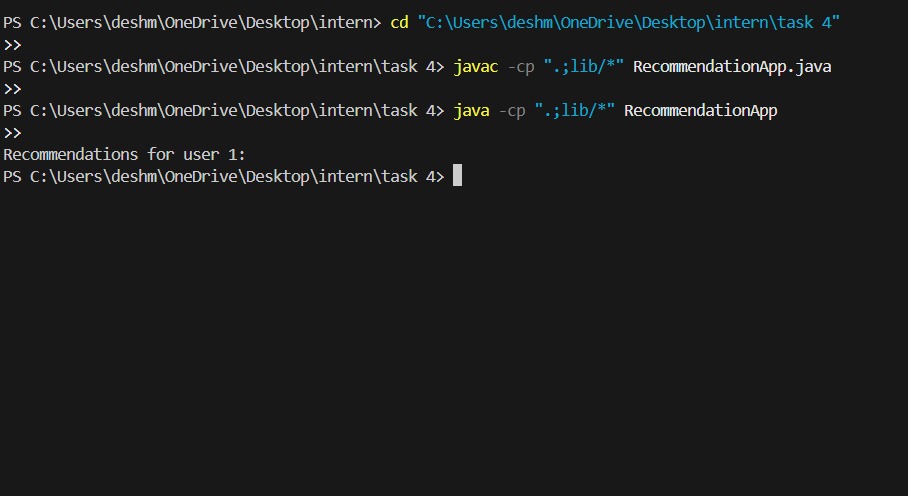 PS C:\Users\deshm\OneDrive\Desktop\intern> cd "C:\Users\deshm\OneDrive\Desktop\intern\task 4"
>>
PS C:\Users\deshm\OneDrive\Desktop\intern\task 4> javac -cp ".;lib/*" RecommendationApp.java
>>
PS C:\Users\deshm\OneDrive\Desktop\intern\task 4> java -cp ".;lib/*" RecommendationApp
>>
Recommendations for user 1:
PS C:\Users\deshm\OneDrive\Desktop\intern\task 4>